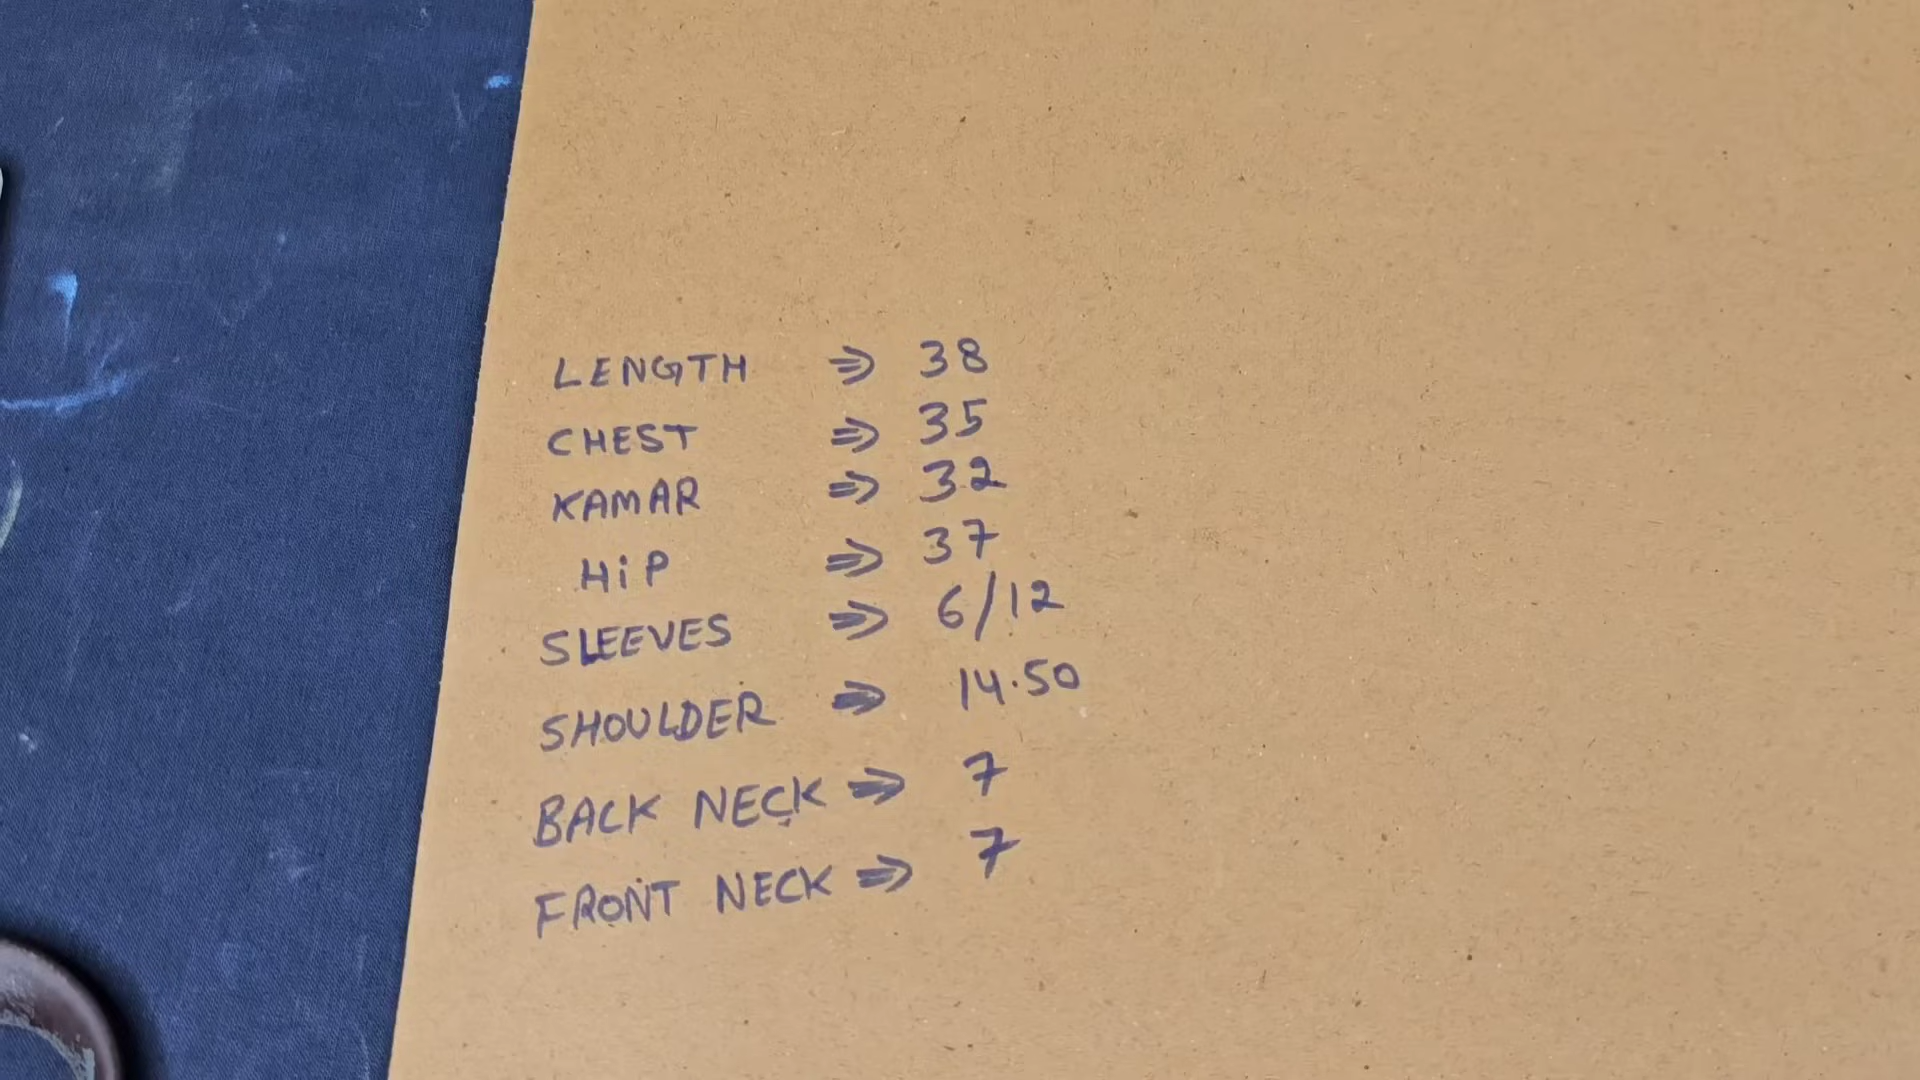 LENGTH ⇒ 38
CHEST ⇒ 35
KAMAR ⇒ 32
HiP ⇒ 37
SLEEVES ⇒ 6/12
SHOULDER ⇒ 14.50
BACK NECK ⇒ 7
FRONT NECK ⇒ 7